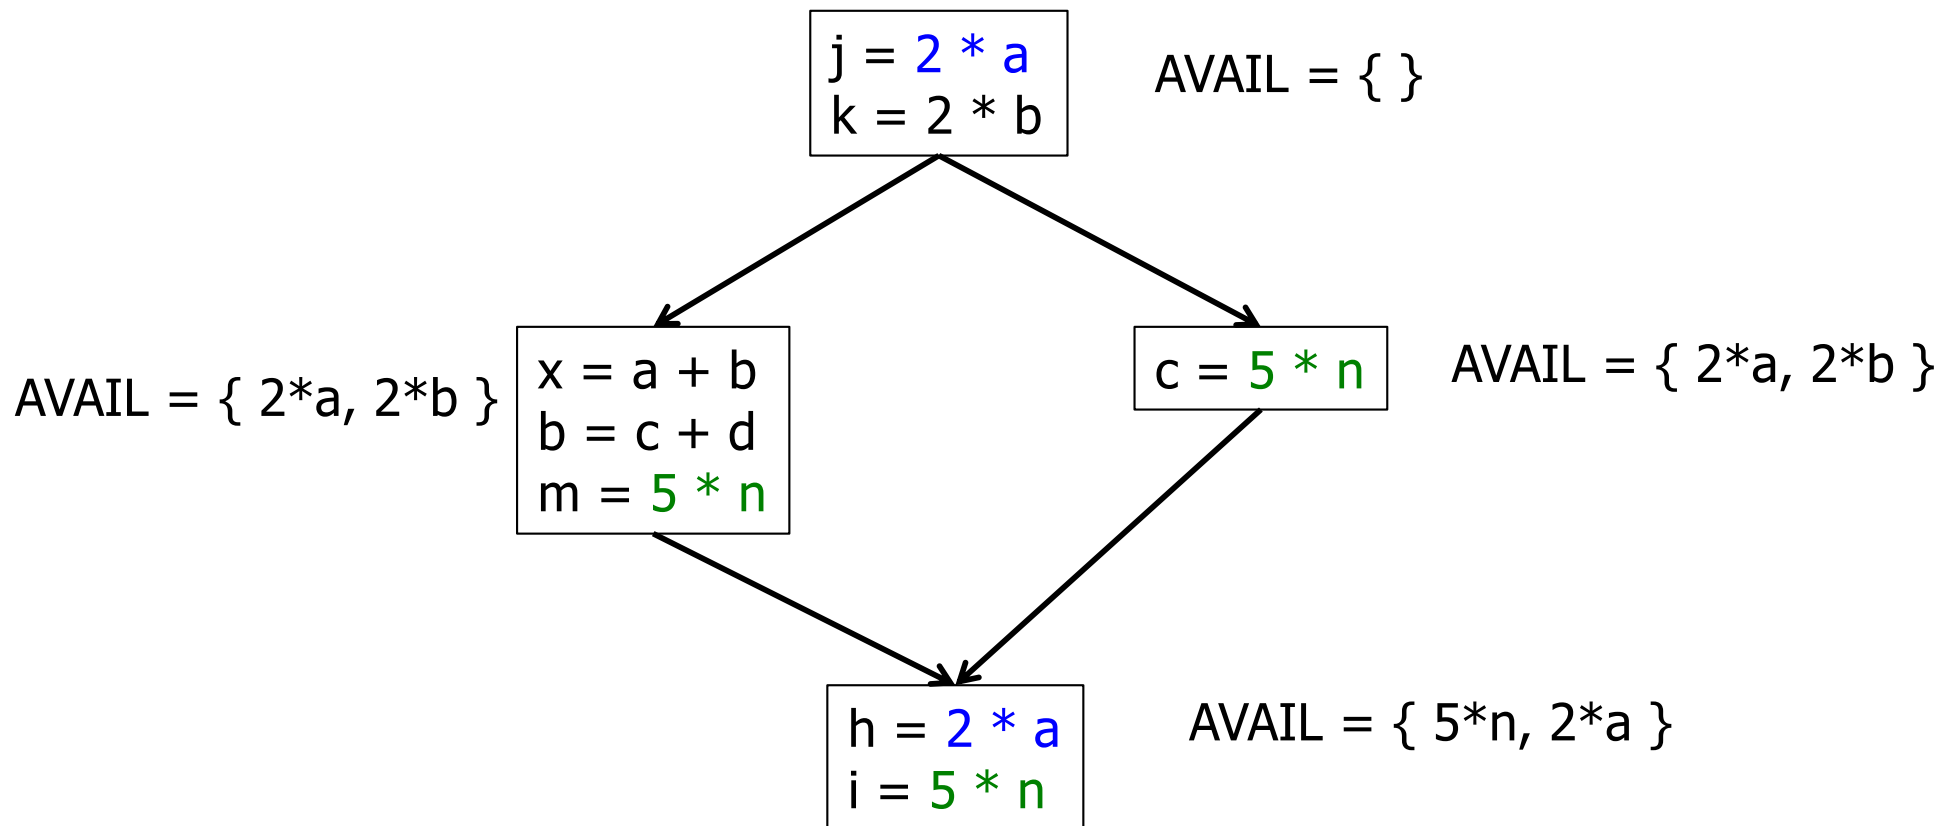 j = 2 * a
k = 2 * b
AVAIL = { }
AVAIL = { 2*a, 2*b }
x = a + b
b = c + d
m = 5 * n
c = 5 * n
AVAIL = { 2*a, 2*b }
h = 2 * a
i = 5 * n
AVAIL = { 5*n, 2*a }